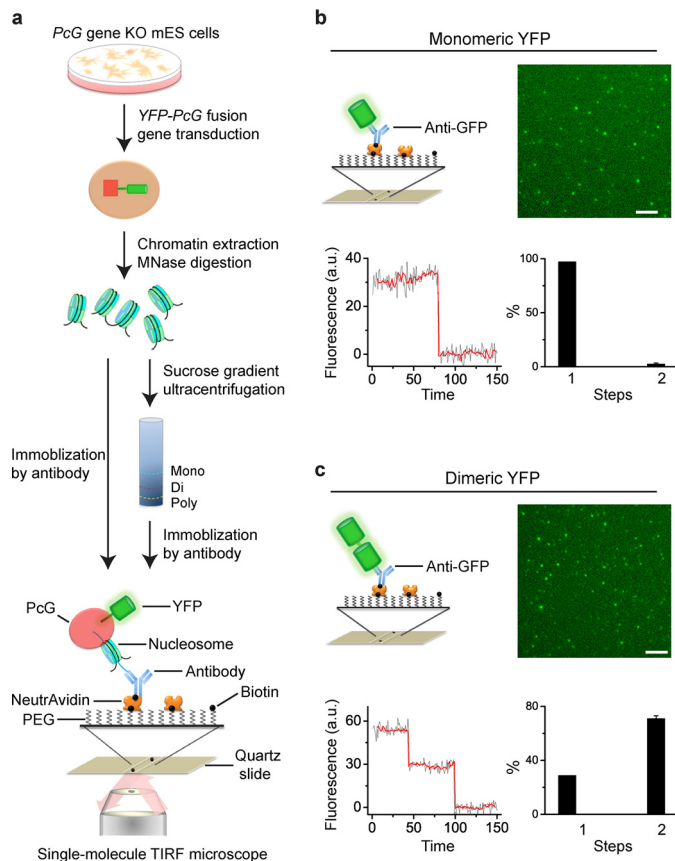 a
PcG gene KO mES cells
YFP-PcG fusion
gene transduction
Chromatin extraction
MNase digestion
Sucrose gradient
ultracentrifugation
Immoblization
by antibody
Mono
Di
Poly
Immoblization
by antibody
PcG
YFP
Nucleosome
Antibody
NeutrAvidin
Biotin
PEG
Quartz
slide
Single-molecule TIRF microscope
b
Monomeric YFP
Anti-GFP
Fluorescence (a.u.)
40
20
0
0 50 100 150
Time
%
100
50
0
1 2
Steps
c
Dimeric YFP
Anti-GFP
Fluorescence (a.u.)
60
30
0
0 50 100 150
Time
%
80
40
0
1 2
Steps